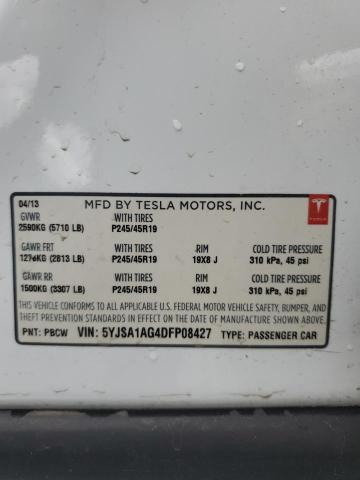 04/13 MFD BY TESLA MOTORS, INC.
GVWR WITH TIRES
2590KG (5710 LB) P245/45R19
GAWR FRT WITH TIRES RIM COLD TIRE PRESSURE
1276KG (2813 LB) P245/45R19 19X8 J 310 kPa, 45 psi
GAWR RR WITH TIRES RIM COLD TIRE PRESSURE
1500KG (3307 LB) P245/45R19 19X8 J 310 kPa, 45 psi
THIS VEHICLE CONFORMS TO ALL APPLICABLE U.S. FEDERAL MOTOR VEHICLE SAFETY, BUMPER, AND
THEFT PREVENTION STANDARDS IN EFFECT ON THE DATE OF MANUFACTURE SHOWN ABOVE.
PNT: PBCW VIN: 5YJSA1AG4DFP08427 TYPE: PASSENGER CAR
TESLA